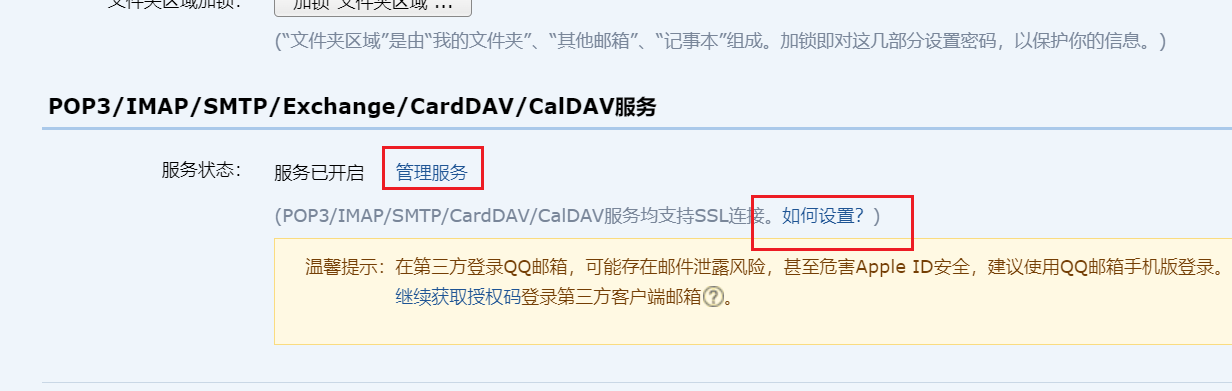 文件夹区域加锁：
加锁“文件夹区域”...
(“文件夹区域”是由“我的文件夹”、“其他邮箱”、“记事本”组成。加锁即对这几部分设置密码，以保护你的信息。)
POP3/IMAP/SMTP/Exchange/CardDAV/CalDAV服务
服务状态： 服务已开启 管理服务
(POP3/IMAP/SMTP/CardDAV/CalDAV服务均支持SSL连接。如何设置？)
温馨提示：在第三方登录QQ邮箱，可能存在邮件泄露风险，甚至危害Apple ID安全，建议使用QQ邮箱手机版登录。
继续获取授权码登录第三方客户端邮箱?。